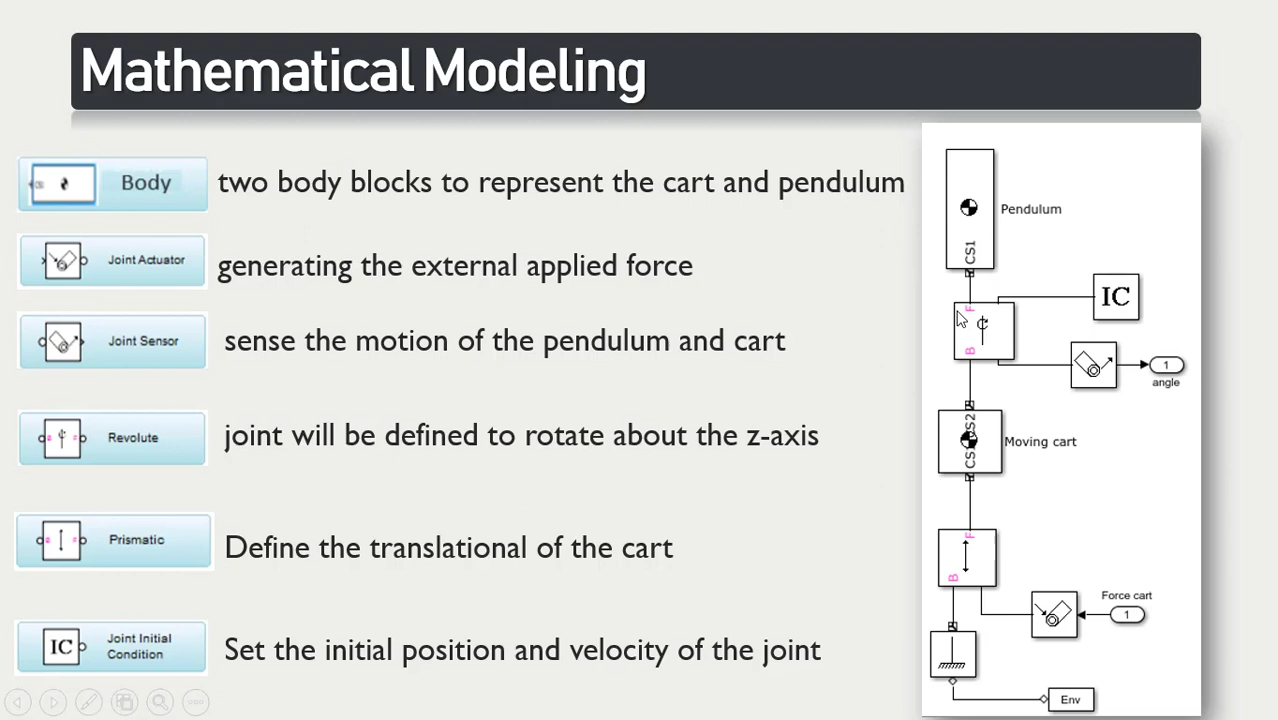 Mathematical Modeling
Body
two body blocks to represent the cart and pendulum
Joint Actuator
generating the external applied force
Joint Sensor
sense the motion of the pendulum and cart
Revolute
joint will be defined to rotate about the z-axis
Prismatic
Define the translational of the cart
IC
Joint Initial
Condition
Set the initial position and velocity of the joint
Pendulum
CS1
F
B
IC
1
angle
CS2
CS1
Moving cart
F
B
Force cart
1
Env